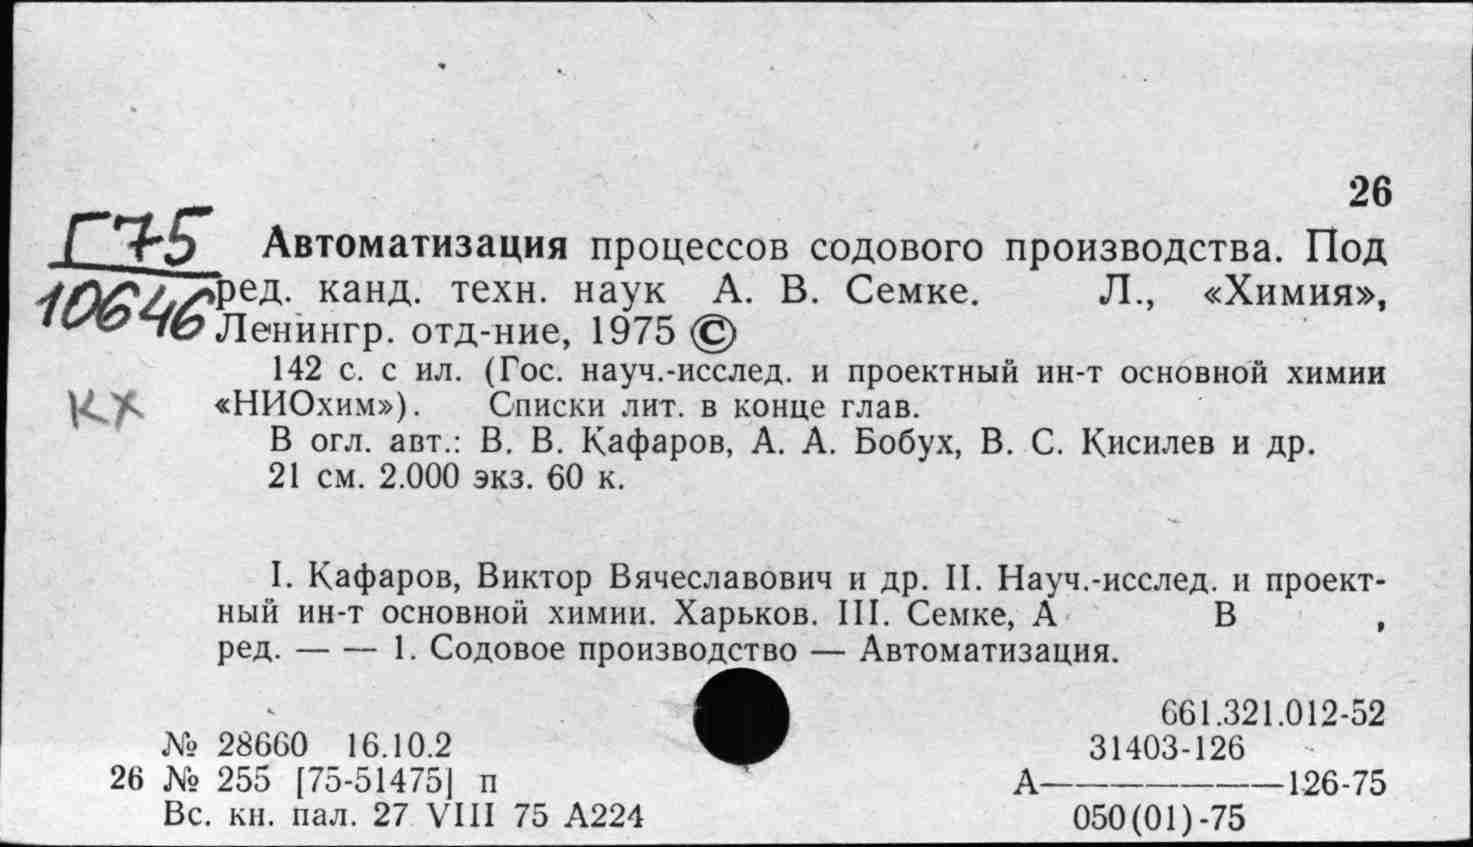 26
Г75 Автоматизация процессов содового производства. Под
10646 ред. канд. техн. наук А. В. Семке. Л., «Химия»,
Ленингр. отд-ние, 1975 ©
142 с. с ил. (Гос. науч.-исслед. и проектный ин-т основной химии
кх «НИОхим»). Списки лит. в конце глав.
В огл. авт.: В. В. Кафаров, А. А. Бобух, В. С. Кисилев и др.
21 см. 2.000 экз. 60 к.
I. Кафаров, Виктор Вячеславович и др. II. Науч.-исслед. и проект-
ный ин-т основной химии. Харьков. III. Семке, А В ,
ред. — — 1. Содовое производство — Автоматизация.
661.321.012-52
№ 28660 16.10.2 31403-126
26 № 255 [75-51475] п А———126-75
Вс. кн. пал. 27 VIII 75 А224 050(01)-75